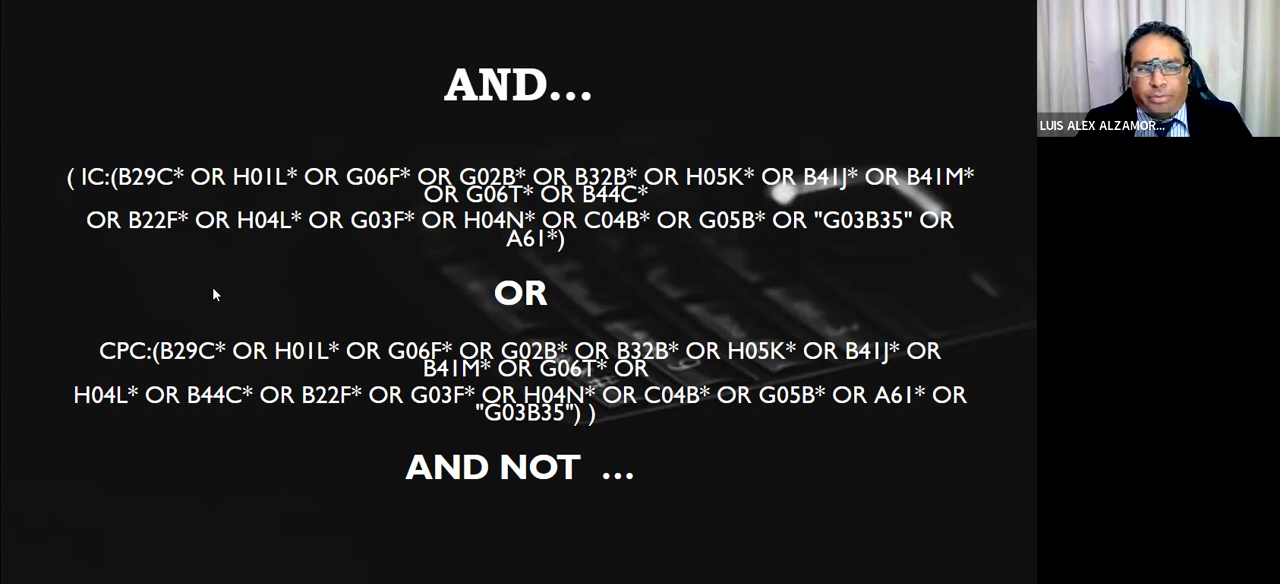 AND...
( IC:(B29C* OR H01L* OR G06F* OR G02B* OR B32B* OR H05K* OR B41J* OR B41M*
OR G06T* OR B44C*
OR B22F* OR H04L* OR G03F* OR H04N* OR C04B* OR G05B* OR "G03B35" OR
A61*)
OR
CPC:(B29C* OR H01L* OR G06F* OR G02B* OR B32B* OR H05K* OR B41J* OR
B41M* OR G06T* OR
H04L* OR B44C* OR B22F* OR G03F* OR H04N* OR C04B* OR G05B* OR A61* OR
"G03B35") )
AND NOT ...
LUIS ALEX ALZAMOR...